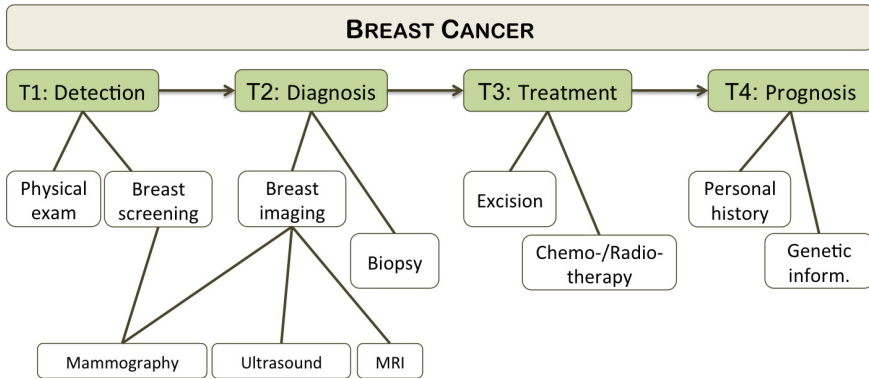 BREAST CANCER
T1: Detection
T2: Diagnosis
T3: Treatment
T4: Prognosis
Physical
exam
Breast
screening
Breast
imaging
Biopsy
Excision
Chemo-/Radio-
therapy
Personal
history
Genetic
inform.
Mammography
Ultrasound
MRI